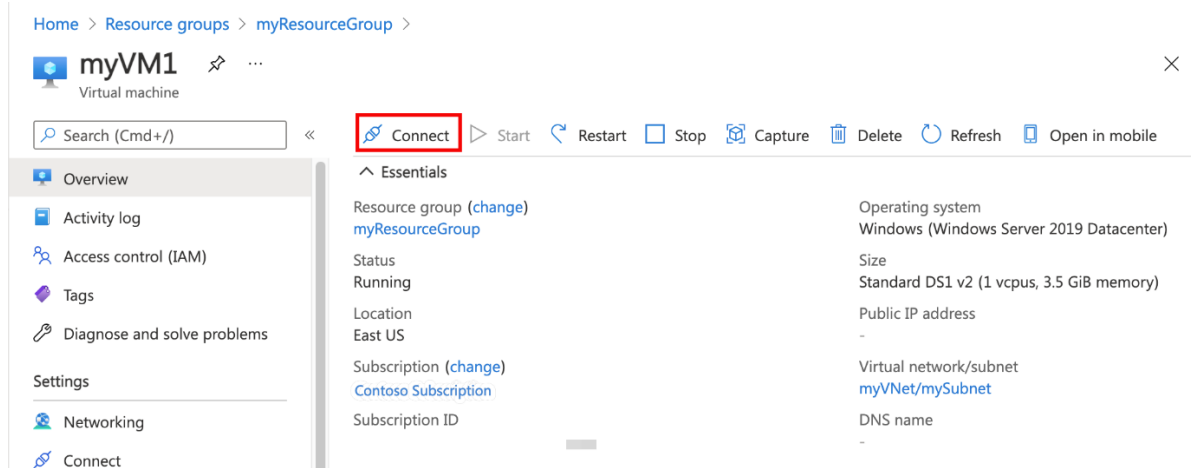 Home > Resource groups > myResourceGroup >
myVM1 ...
Virtual machine
Search (Cmd+/) «
Connect Start Restart Stop Capture Delete Refresh Open in mobile
Overview
Activity log
Access control (IAM)
Tags
Diagnose and solve problems
Settings
Networking
Connect
Essentials
Resource group (change)
myResourceGroup
Status
Running
Location
East US
Subscription (change)
Contoso Subscription
Subscription ID
Operating system
Windows (Windows Server 2019 Datacenter)
Size
Standard DS1 v2 (1 vcpus, 3.5 GiB memory)
Public IP address
-
Virtual network/subnet
myVNet/mySubnet
DNS name
-